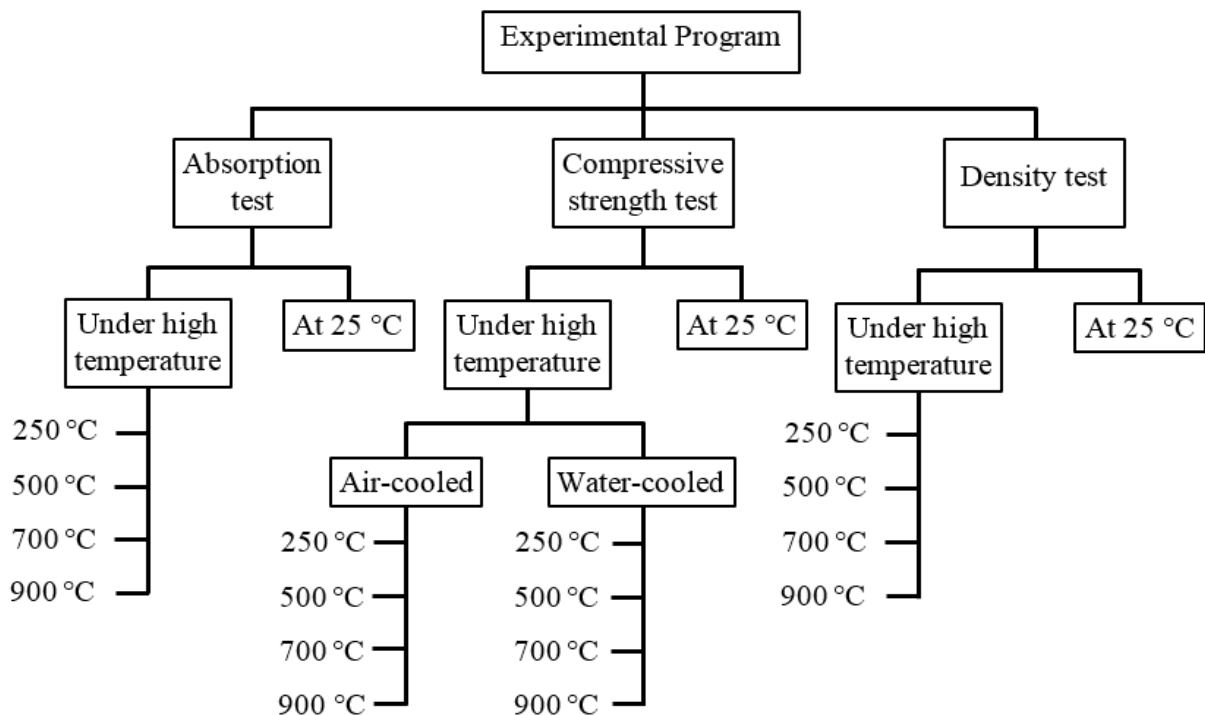 Experimental Program
Absorption
test
Compressive
strength test
Density test
Under high
temperature
At 25 °C
Under high
temperature
At 25 °C
Under high
temperature
At 25 °C
250 °C
500 °C
700 °C
900 °C
Air-cooled
250 °C
500 °C
700 °C
900 °C
Water-cooled
250 °C
500 °C
700 °C
900 °C
250 °C
500 °C
700 °C
900 °C